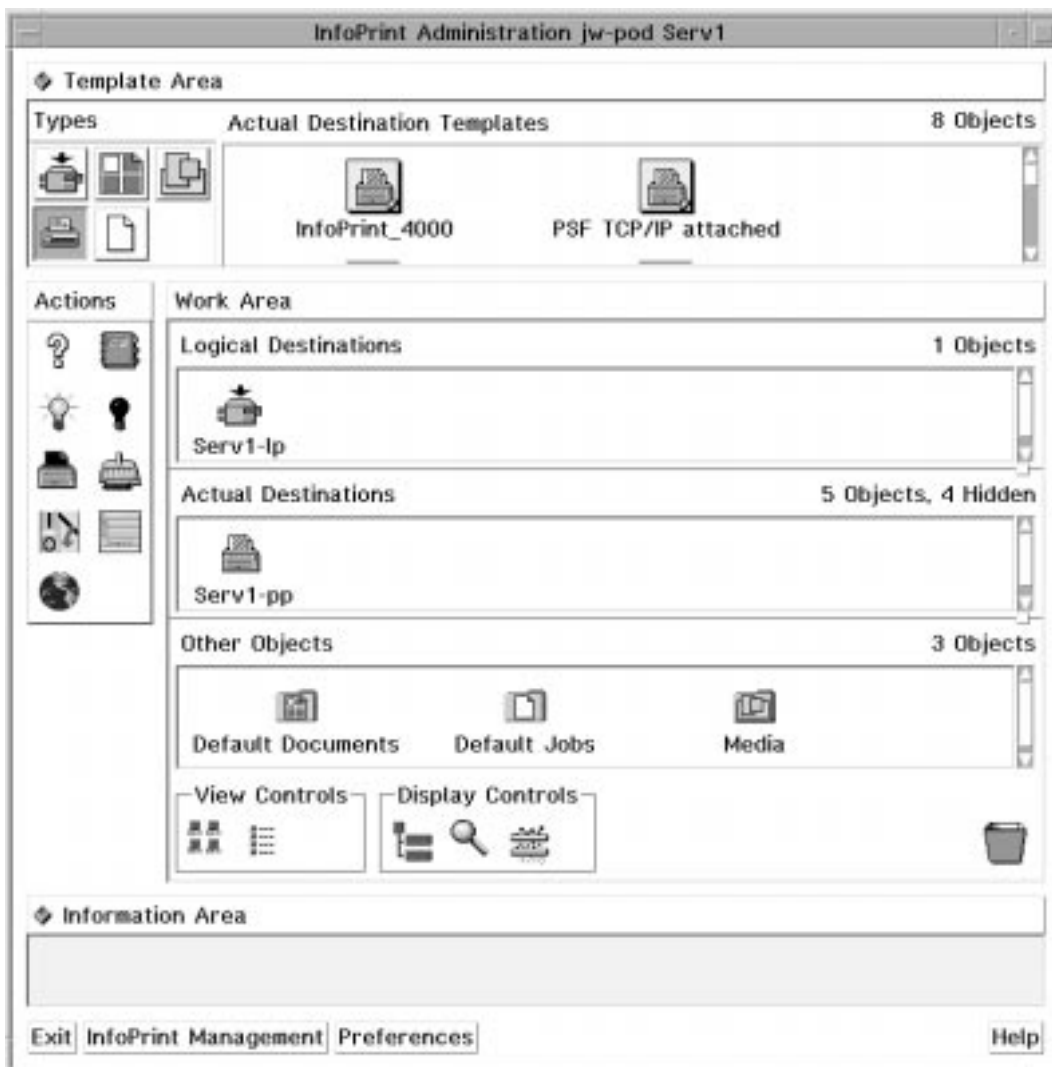 InfoPrint Administration jw-pod Serv1
Template Area
Types
Actual Destination Templates
8 Objects
InfoPrint_4000
PSF TCP/IP attached
Actions
Work Area
Logical Destinations
1 Objects
Serv1-lp
Actual Destinations
5 Objects, 4 Hidden
Serv1-pp
Other Objects
3 Objects
Default Documents
Default Jobs
Media
View Controls
Display Controls
Information Area
Exit
InfoPrint Management
Preferences
Help